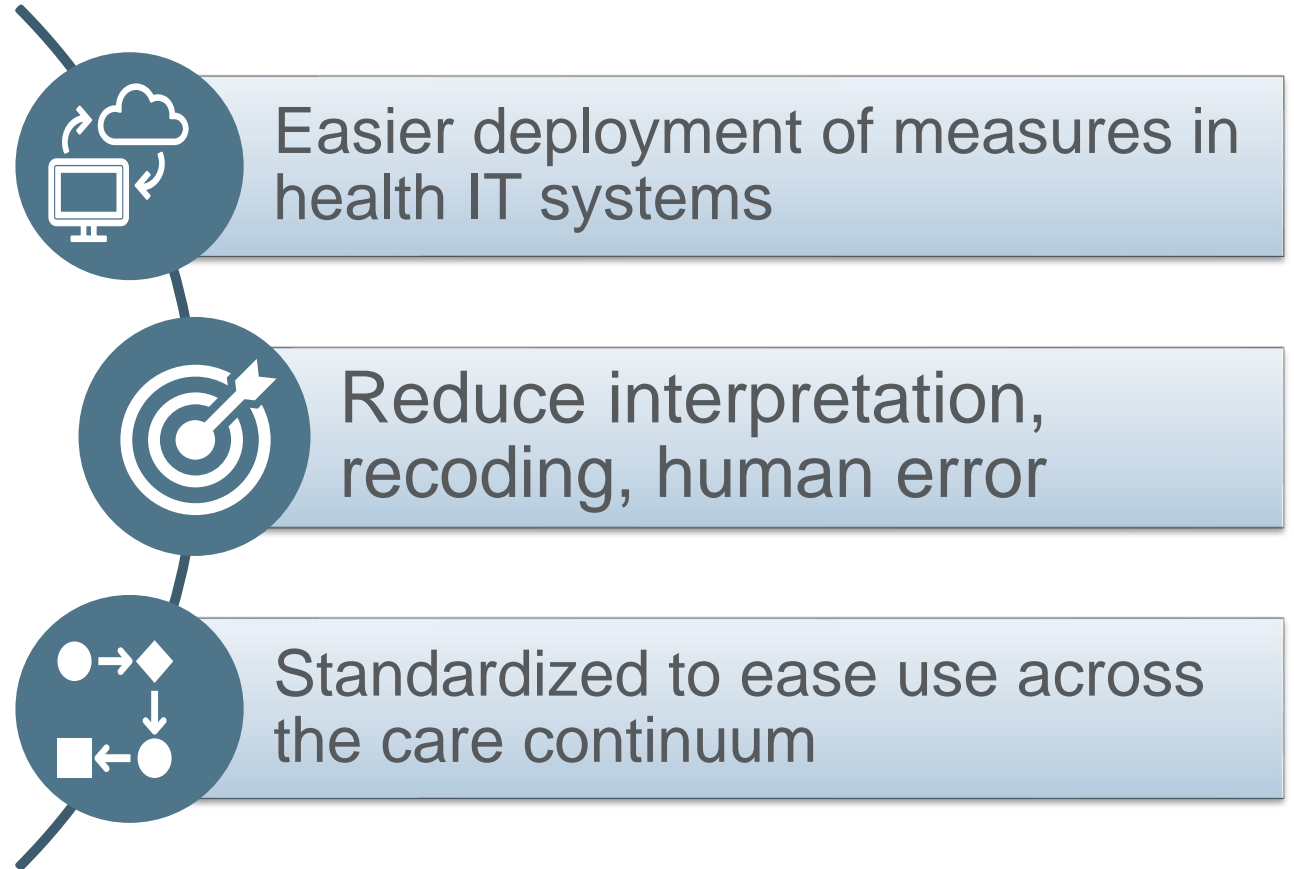 Easier deployment of measures in
health IT systems
Reduce interpretation,
recoding, human error
Standardized to ease use across
the care continuum